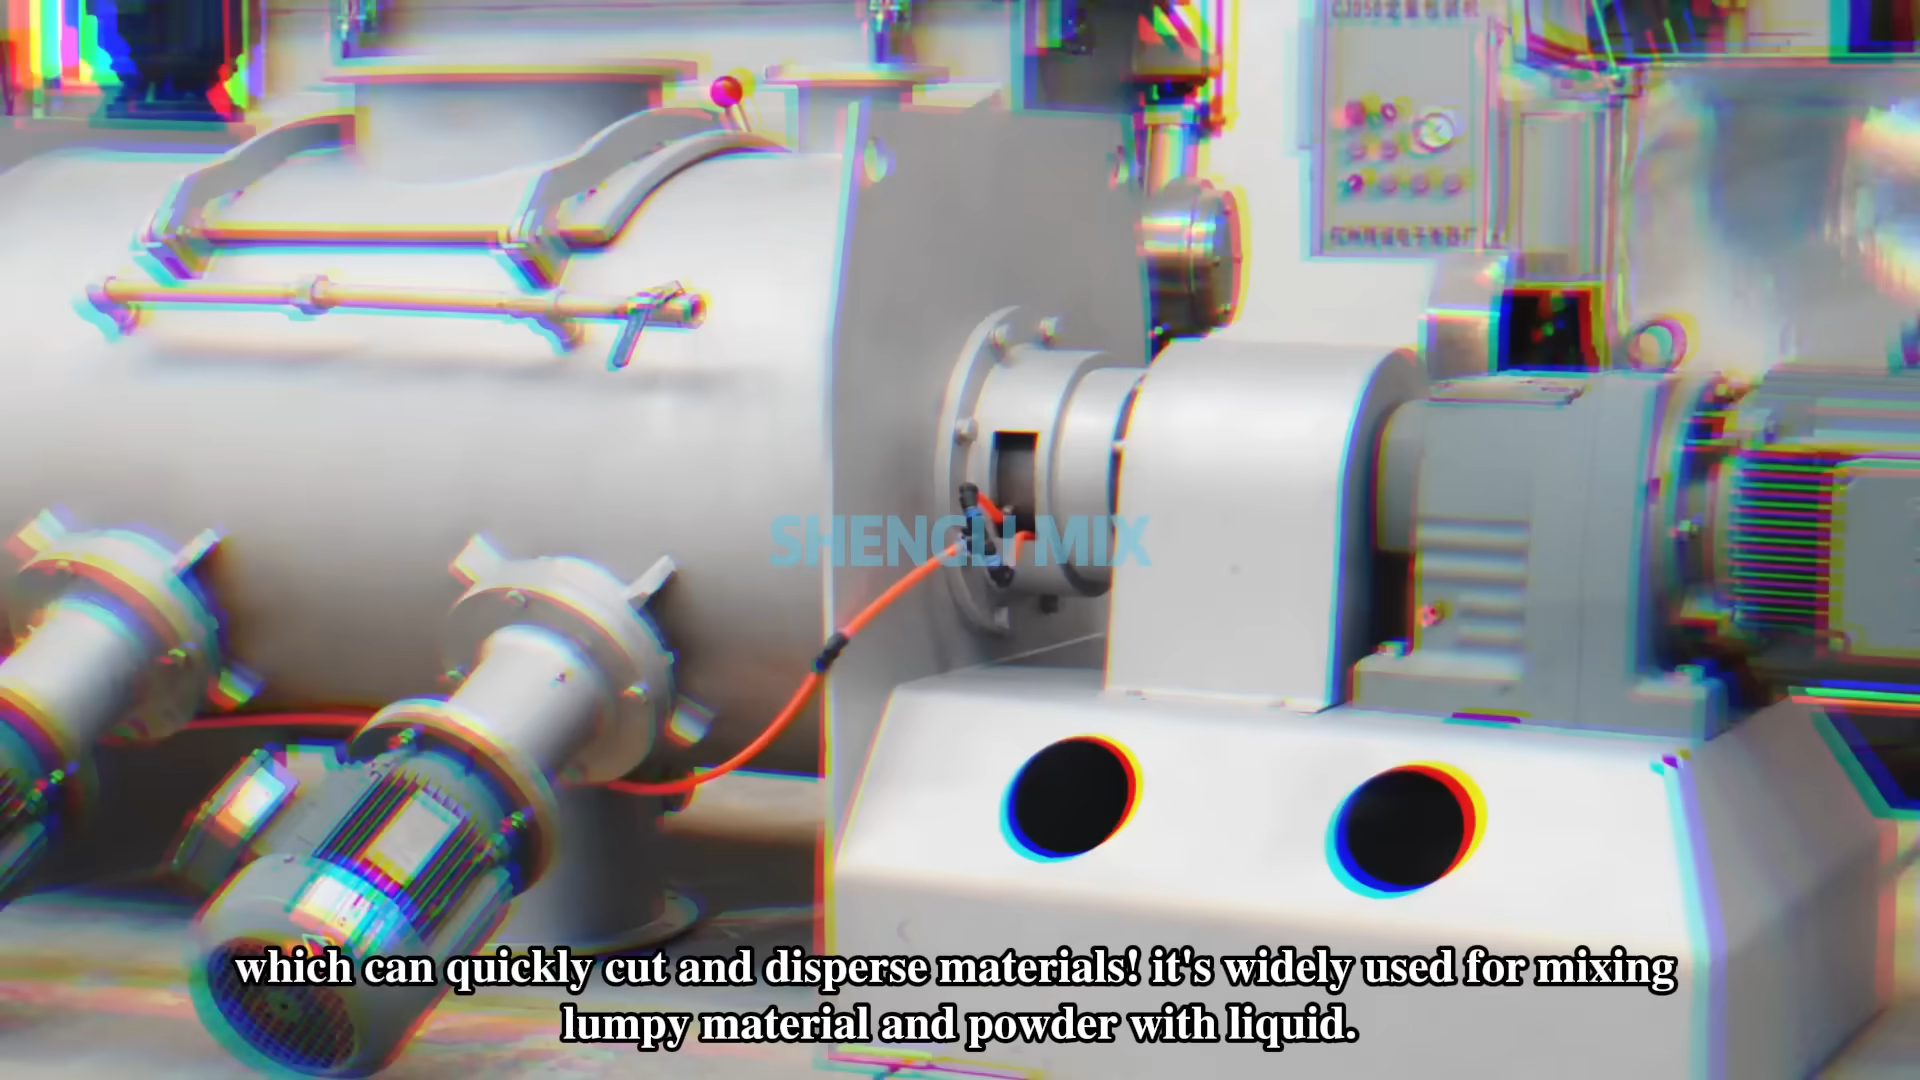 SHENGLI MIX
which can quickly cut and disperse materials! it's widely used for mixing
lumpy material and powder with liquid.